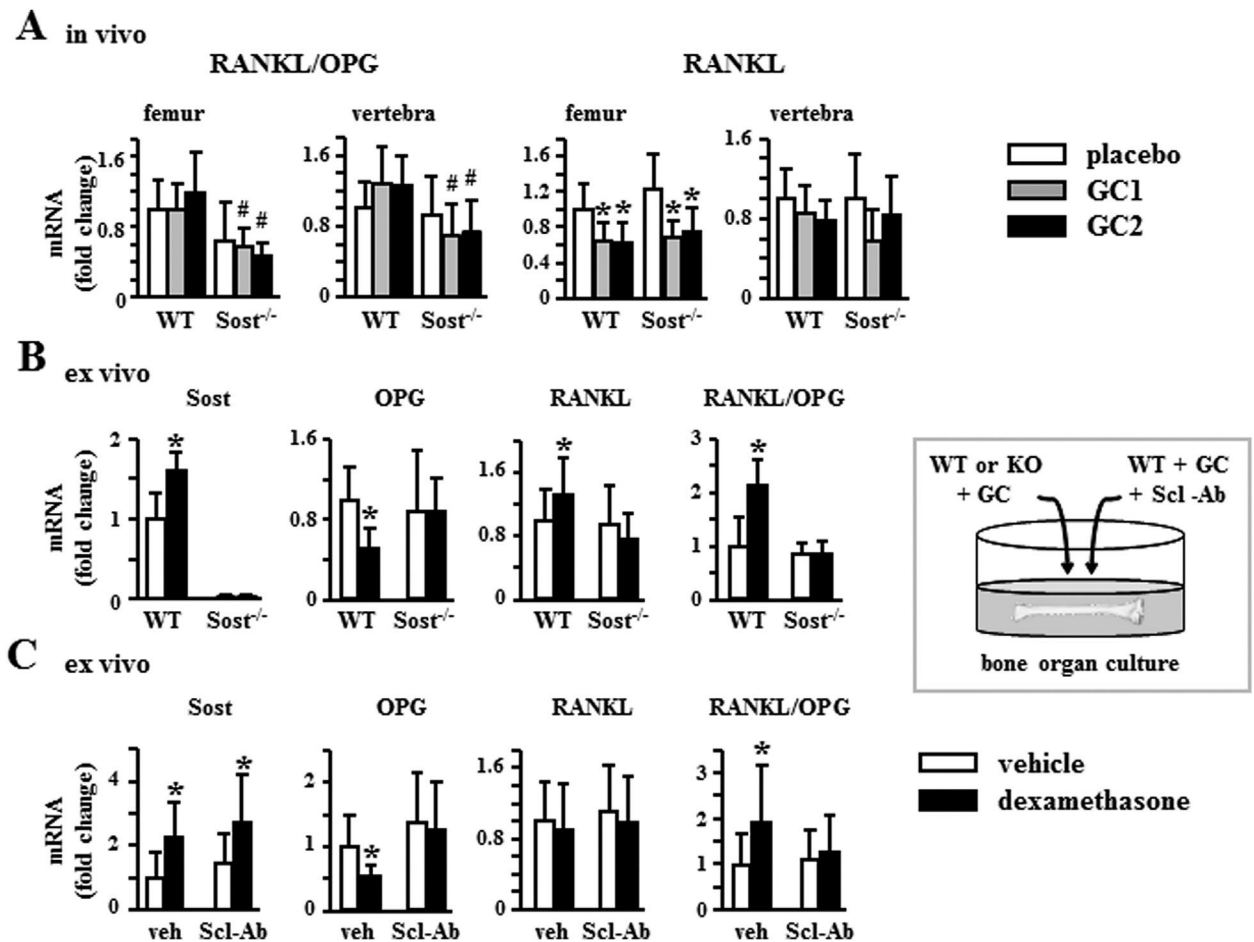 A in vivo
RANKL/OPG
RANKL
femur
vertebra
femur
vertebra
mRNA
(fold change)
1.6
0.8
0
# #
WT Sost-/-
1.6
0.8
0
# #
WT Sost-/-
1.6
1.2
0.8
0.4
0
* * * *
WT Sost-/-
1.6
0.8
0
WT Sost-/-
placebo
GC1
GC2
B ex vivo
Sost
OPG
RANKL
RANKL/OPG
mRNA
(fold change)
2
1
0
*
WT Sost-/-
1.6
0.8
0
*
WT Sost-/-
1.6
0.8
0
*
WT Sost-/-
3
2
1
0
*
WT Sost-/-
WT or KO
+ GC
WT + GC
+ Scl -Ab
bone organ culture
C ex vivo
Sost
OPG
RANKL
RANKL/OPG
mRNA
(fold change)
4
2
0
* *
veh Scl-Ab
2
1
0
*
veh Scl-Ab
1.6
0.8
0
veh Scl-Ab
3
2
1
0
*
veh Scl-Ab
vehicle
dexamethasone